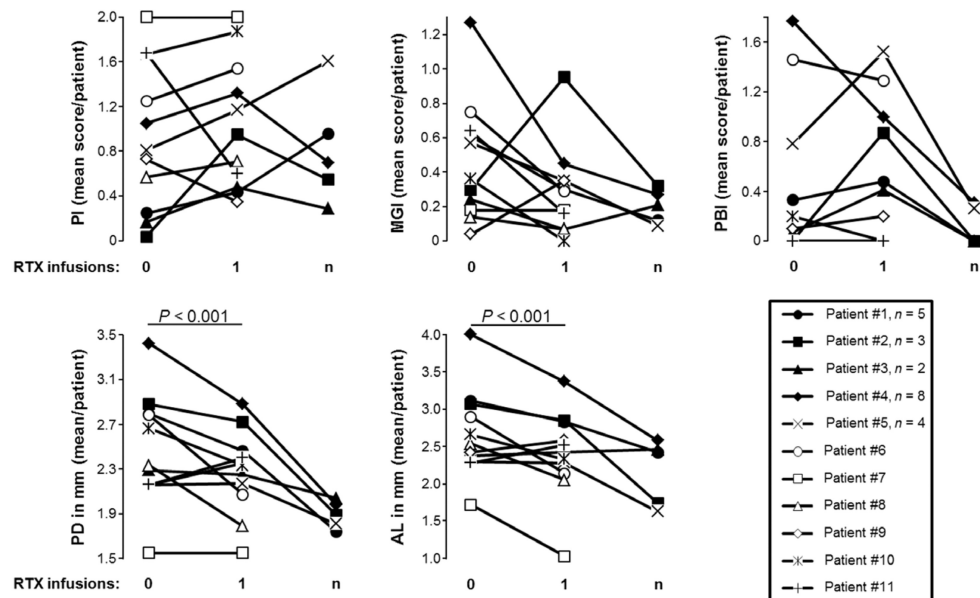 PI (mean score/patient)
2.0
1.6
1.2
0.8
0.4
0
MGI (mean score/patient)
1.2
1.0
0.8
0.6
0.4
0.2
0
PBI (mean score/patient)
1.6
1.2
0.8
0.4
0
RTX infusions: 0 1 n 0 1 n 0 1 n
P < 0.001
PD in mm (mean/patient)
3.5
3.1
2.7
2.3
1.9
1.5
P < 0.001
AL in mm (mean/patient)
4.0
3.5
3.0
2.5
2.0
1.5
1.0
RTX infusions: 0 1 n 0 1 n
Patient #1, n = 5
Patient #2, n = 3
Patient #3, n = 2
Patient #4, n = 8
Patient #5, n = 4
Patient #6
Patient #7
Patient #8
Patient #9
Patient #10
Patient #11